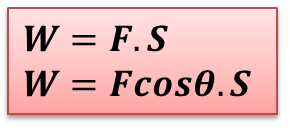 W = F.S
W = Fcosθ.S